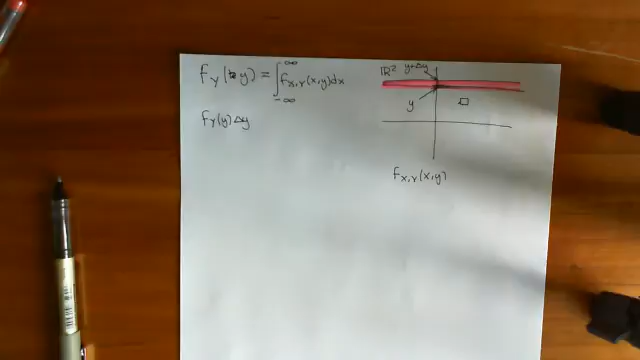 f_Y(y) = ∫_{-∞}^{∞} f_{X,Y}(x,y)dx
f_Y(y)Δy
ℝ² y+Δy
y
f_{X,Y}(x,y)